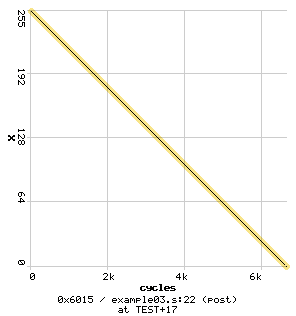 255
192
128
X
64
0
0 2k 4k 6k
cycles
0x6015 / example03.s:22 (post)
at TEST+17